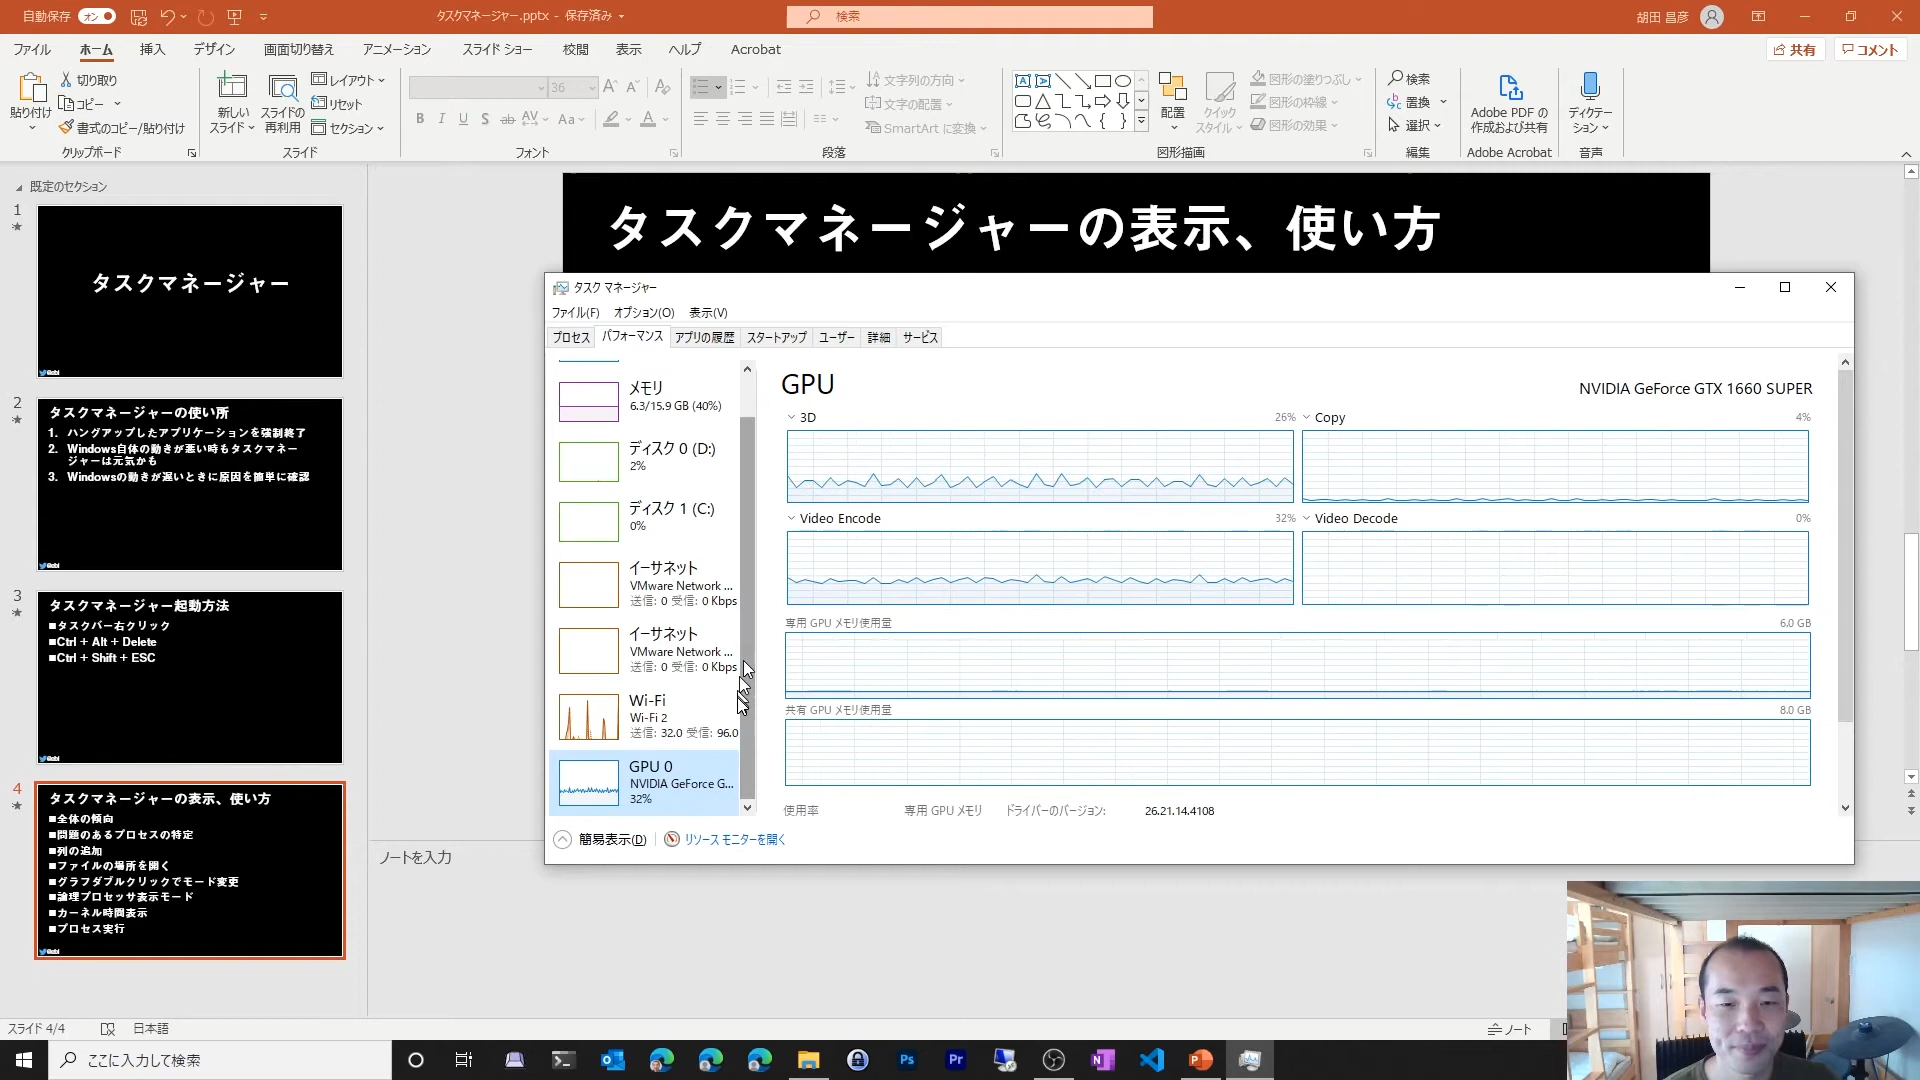 自動保存 オン
タスクマネージャー.pptx - 保存済み
検索
胡田 昌彦
ファイル ホーム 挿入 デザイン 画面切り替え アニメーション スライド ショー 校閲 表示 ヘルプ Acrobat
共有 コメント
貼り付け
切り取り
コピー
書式のコピー/貼り付け
クリップボード
新しい
スライド
スライドの
再利用
レイアウト
リセット
セクション
スライド
36
フォント
文字列の方向
文字の配置
SmartArt に変換
段落
配置
クイック
スタイル
図形の塗りつぶし
図形の枠線
図形の効果
図形描画
検索
置換
選択
編集
Adobe PDF の
作成および共有
Adobe Acrobat
ディクテー
ション
音声
既定のセクション
1
タスクマネージャー
2
タスクマネージャーの使い所
1. ハングアップしたアプリケーションを強制終了
2. Windows自体の動きが悪い時もタスクマネー
ジャーは元気かも
3. Windowsの動きが遅いときに原因を簡単に確認
3
タスクマネージャー起動方法
■タスクバー右クリック
■Ctrl + Alt + Delete
■Ctrl + Shift + ESC
4
タスクマネージャーの表示、使い方
■全体の傾向
■問題のあるプロセスの特定
■列の追加
■ファイルの場所を開く
■グラフダブルクリックでモード変更
■論理プロセッサ表示モード
■カーネル時間表示
■プロセス実行
タスクマネージャーの表示、使い方
タスク マネージャー
ファイル(F) オプション(O) 表示(V)
プロセス パフォーマンス アプリの履歴 スタートアップ ユーザー 詳細 サービス
メモリ
6.3/15.9 GB (40%)
ディスク 0 (D:)
2%
ディスク 1 (C:)
0%
イーサネット
VMware Network ...
送信: 0 受信: 0 Kbps
イーサネット
VMware Network ...
送信: 0 受信: 0 Kbps
Wi-Fi
Wi-Fi 2
送信: 32.0 受信: 96.0
GPU 0
NVIDIA GeForce G...
32%
GPU
NVIDIA GeForce GTX 1660 SUPER
3D 26% Copy 4%
Video Encode 32% Video Decode 0%
専用 GPU メモリ使用量 6.0 GB
共有 GPU メモリ使用量 8.0 GB
使用率 専用 GPU メモリ ドライバーのバージョン: 26.21.14.4108
簡易表示(D) リソース モニターを開く
ノートを入力
スライド 4/4 日本語
ノート
ここに入力して検索
Ps
Pr